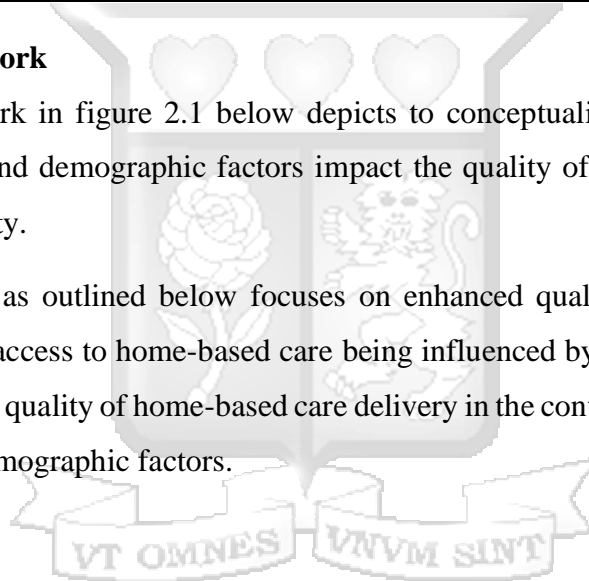 ork
rk in figure 2.1 below depicts to conceptuali
nd demographic factors impact the quality of
ty.
as outlined below focuses on enhanced qual
access to home-based care being influenced by
quality of home-based care delivery in the con
mographic factors.
VT OMNES VNVM SINT